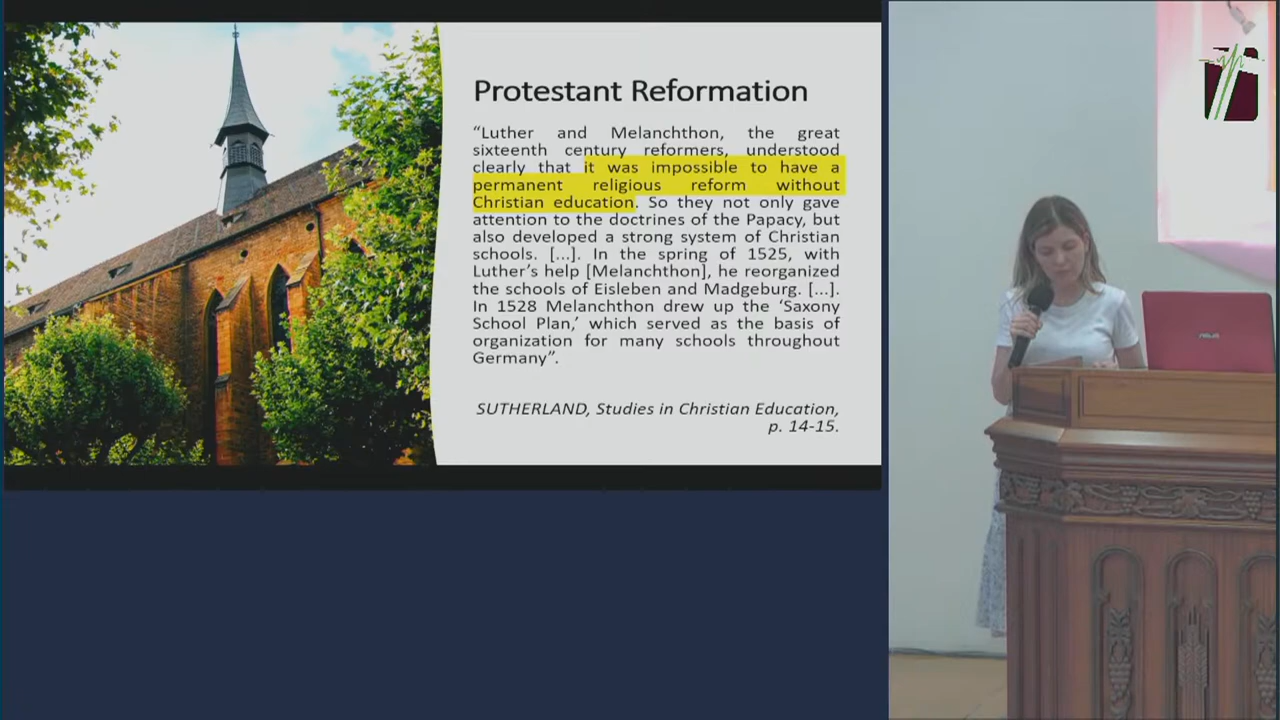 Protestant Reformation
“Luther and Melanchthon, the great
sixteenth century reformers, understood
clearly that it was impossible to have a
permanent religious reform without
Christian education. So they not only gave
attention to the doctrines of the Papacy, but
also developed a strong system of Christian
schools. [...]. In the spring of 1525, with
Luther’s help [Melanchthon], he reorganized
the schools of Eisleben and Madgeburg. [...].
In 1528 Melanchthon drew up the ‘Saxony
School Plan,’ which served as the basis of
organization for many schools throughout
Germany”.
SUTHERLAND, Studies in Christian Education,
p. 14-15.
ASUS